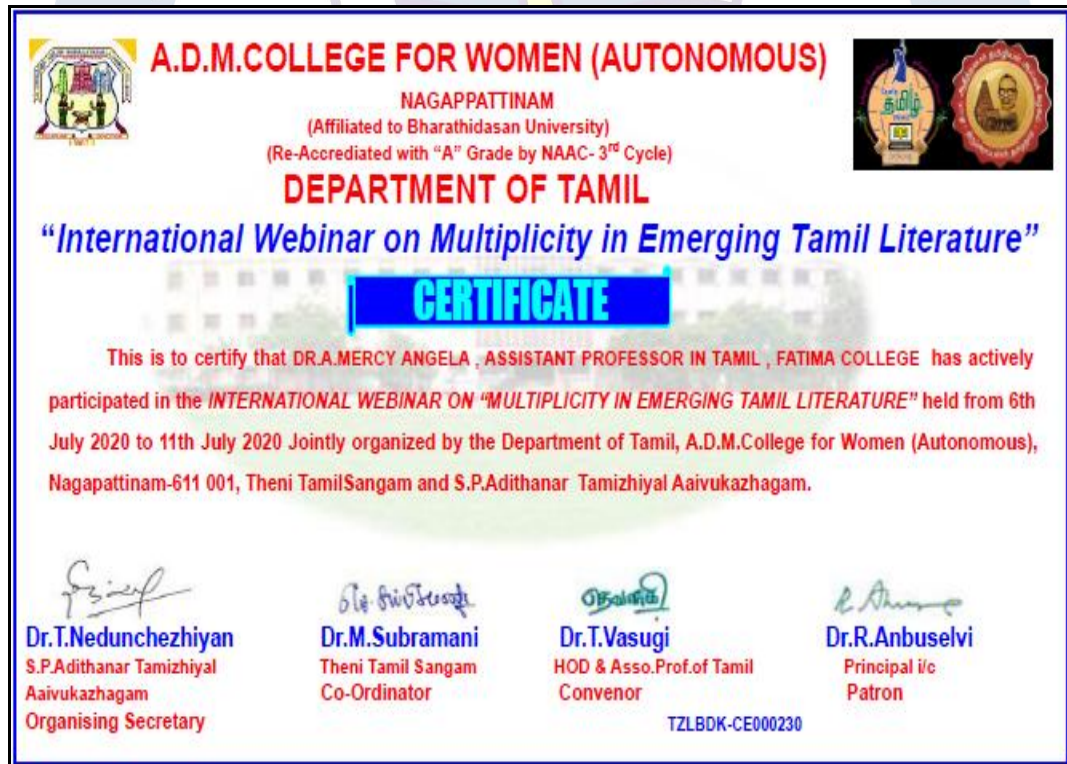 A.D.M.COLLEGE FOR WOMEN (AUTONOMOUS)
NAGAPPATTINAM
(Affiliated to Bharathidasan University)
(Re-Accredited with “A” Grade by NAAC- 3rd Cycle)
DEPARTMENT OF TAMIL
தமிழ்
“International Webinar on Multiplicity in Emerging Tamil Literature”
CERTIFICATE
This is to certify that DR.A.MERCY ANGELA , ASSISTANT PROFESSOR IN TAMIL , FATIMA COLLEGE has actively
participated in the INTERNATIONAL WEBINAR ON “MULTIPLICITY IN EMERGING TAMIL LITERATURE” held from 6th
July 2020 to 11th July 2020 Jointly organized by the Department of Tamil, A.D.M.College for Women (Autonomous),
Nagapattinam-611 001, Theni TamilSangam and S.P.Adithanar Tamizhiyal Aaivukazhagam.
Dr.T.Nedunchezhiyan
S.P.Adithanar Tamizhiyal
Aaivukazhagam
Organising Secretary
Dr.M.Subramani
Theni Tamil Sangam
Co-Ordinator
Dr.T.Vasugi
HOD & Asso.Prof.of Tamil
Convenor
Dr.R.Anbuselvi
Principal i/c
Patron
TZLBDK-CE000230